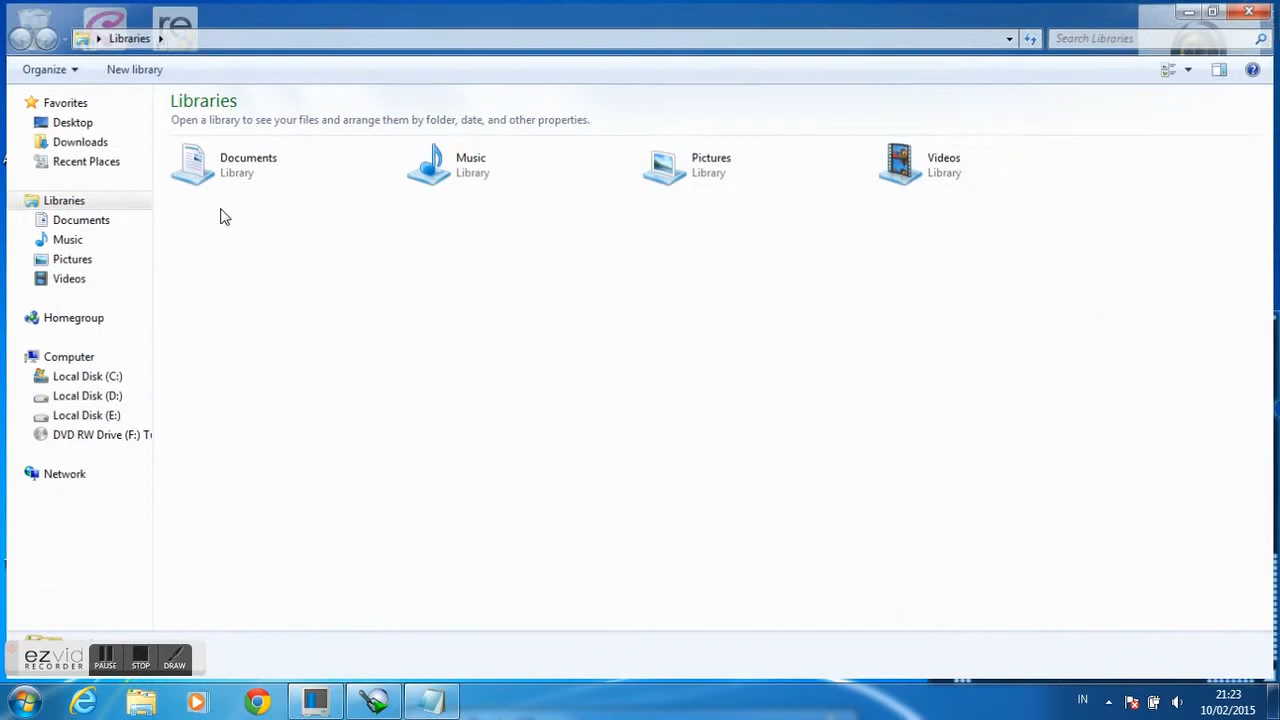 re
Libraries
Search Libraries
Organize
New library
Favorites
Desktop
Downloads
Recent Places
Libraries
Documents
Music
Pictures
Videos
Homegroup
Computer
Local Disk (C:)
Local Disk (D:)
Local Disk (E:)
DVD RW Drive (F:)
Network
Libraries
Open a library to see your files and arrange them by folder, date, and other properties.
Documents
Library
Music
Library
Pictures
Library
Videos
Library
ezvid
RECORDER
PAUSE
STOP
DRAW
IN
21:23
10/02/2015